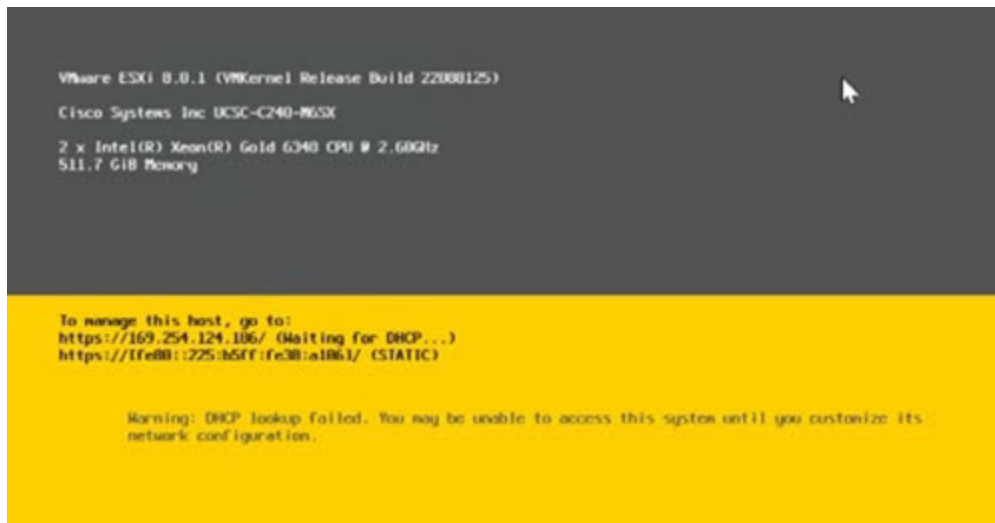 VMware ESXi 8.0.1 (VMKernel Release Build 22088125)
Cisco Systems Inc UCSC-C240-M6SX
2 x Intel(R) Xeon(R) Gold 6348 CPU @ 2.60GHz
511.7 GiB Memory
To manage this host, go to:
https://169.254.124.186/ (Waiting for DHCP...)
https://[fe80::225:b5ff:fe38:a106]/ (STATIC)
Warning: DHCP lookup failed. You may be unable to access this system until you customize its
network configuration.